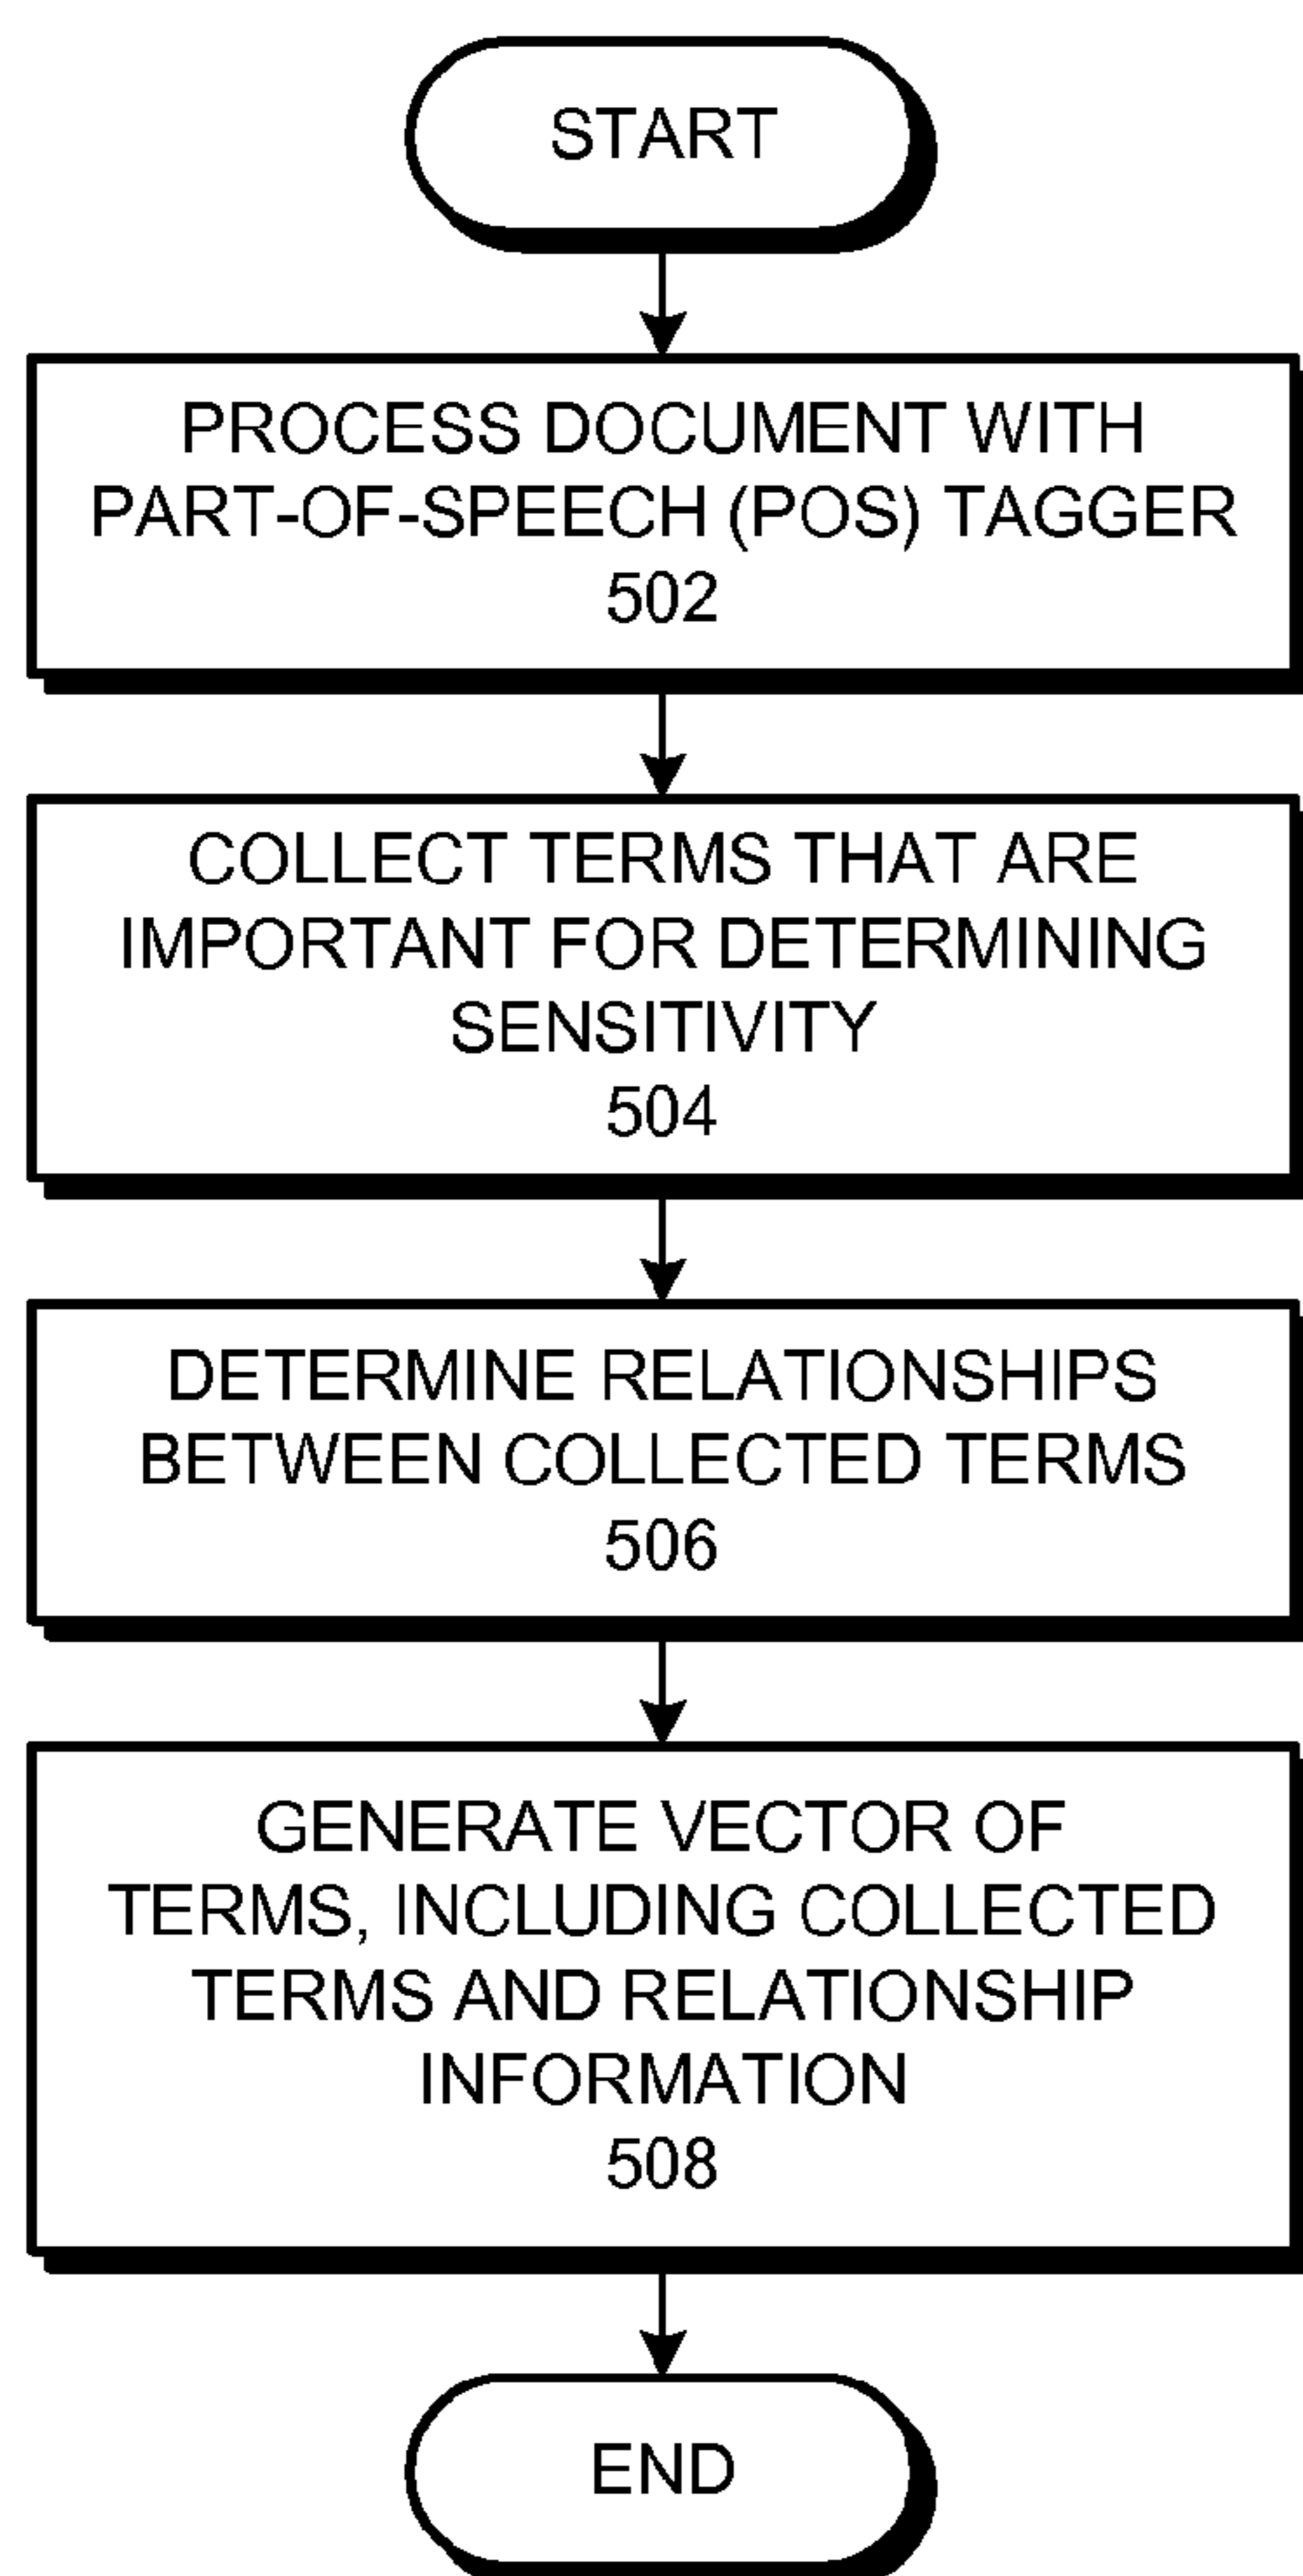 START
PROCESS DOCUMENT WITH
PART-OF-SPEECH (POS) TAGGER
502
COLLECT TERMS THAT ARE
IMPORTANT FOR DETERMINING
SENSITIVITY
504
DETERMINE RELATIONSHIPS
BETWEEN COLLECTED TERMS
506
GENERATE VECTOR OF
TERMS, INCLUDING COLLECTED
TERMS AND RELATIONSHIP
INFORMATION
508
END